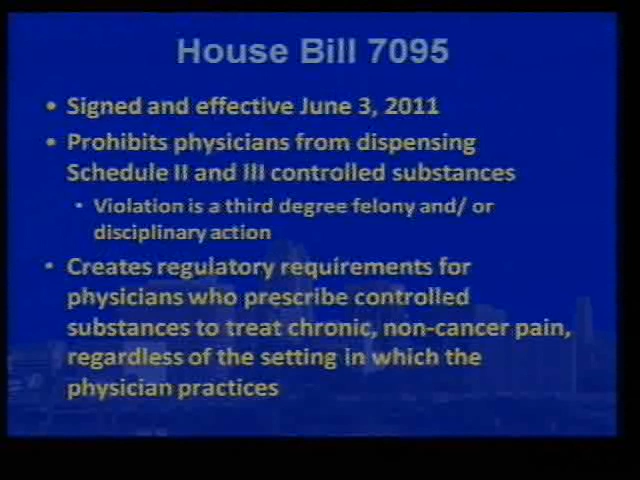 House Bill 7095
• Signed and effective June 3, 2011
• Prohibits physicians from dispensing
Schedule II and III controlled substances
• Violation is a third degree felony and/ or
disciplinary action
• Creates regulatory requirements for
physicians who prescribe controlled
substances to treat chronic, non-cancer pain,
regardless of the setting in which the
physician practices